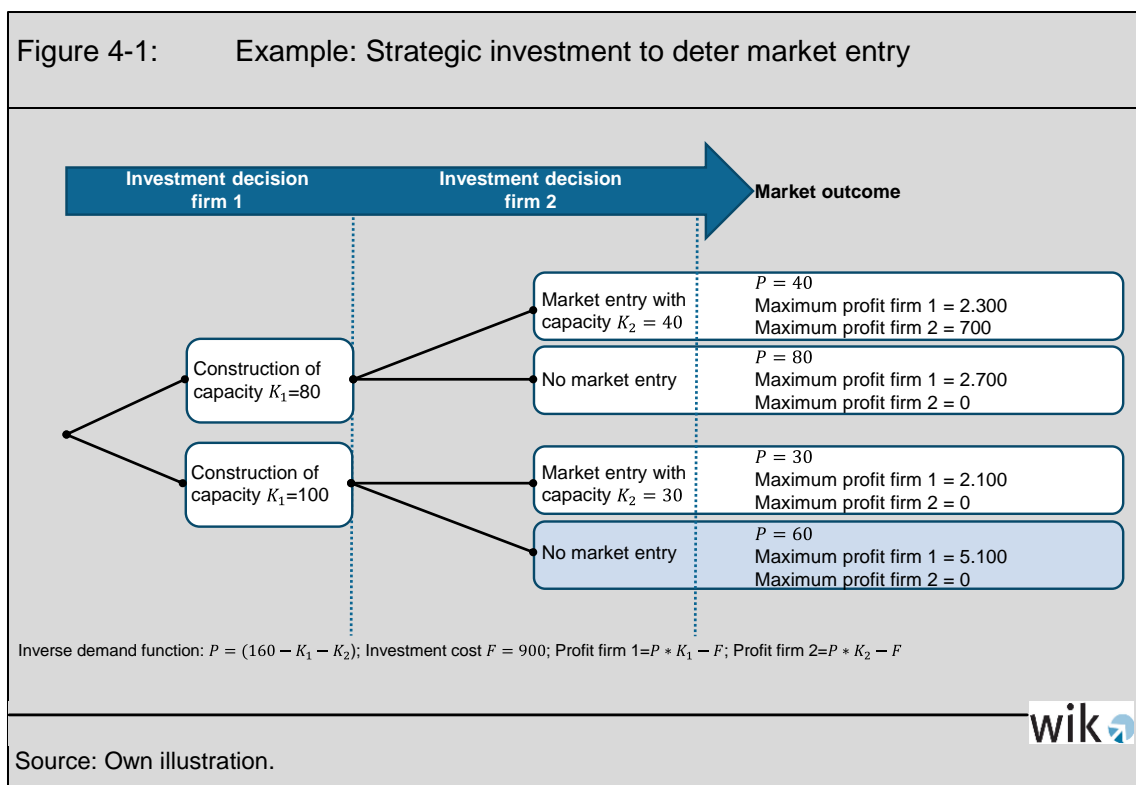 Figure 4-1: Example: Strategic investment to deter market entry
Investment decision
firm 1
Investment decision
firm 2
Market outcome
Market entry with
capacity K₂ = 40
P = 40
Maximum profit firm 1 = 2.300
Maximum profit firm 2 = 700
Construction of
capacity K₁=80
No market entry
P = 80
Maximum profit firm 1 = 2.700
Maximum profit firm 2 = 0
Construction of
capacity K₁=100
Market entry with
capacity K₂ = 30
P = 30
Maximum profit firm 1 = 2.100
Maximum profit firm 2 = 0
No market entry
P = 60
Maximum profit firm 1 = 5.100
Maximum profit firm 2 = 0
Inverse demand function: P = (160 − K₁ − K₂); Investment cost F = 900; Profit firm 1=P ∗ K₁ − F; Profit firm 2=P ∗ K₂ − F
wik
Source: Own illustration.